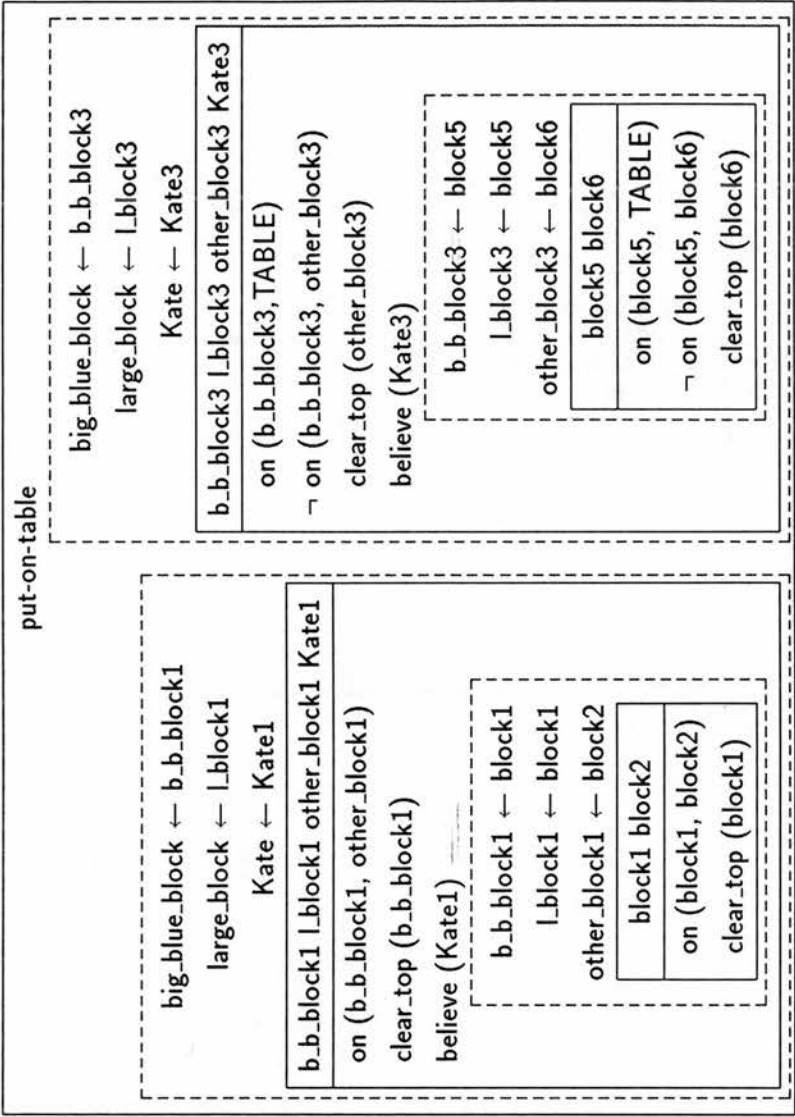 put-on-table
big_blue_block ← b_b_block1
large_block ← l_block1
Kate ← Kate1
b_b_block1 l_block1 other_block1 Kate1
on (b_b_block1, other_block1)
clear_top (b_b_block1)
believe (Kate1)
b_b_block1 ← block1
l_block1 ← block1
other_block1 ← block2
block1 block2
on (block1, block2)
clear_top (block1)
big_blue_block ← b_b_block3
large_block ← l_block3
Kate ← Kate3
b_b_block3 l_block3 other_block3 Kate3
on (b_b_block3,TABLE)
¬ on (b_b_block3, other_block3)
clear_top (other_block3)
believe (Kate3)
b_b_block3 ← block5
l_block3 ← block5
other_block3 ← block6
block5 block6
on (block5, TABLE)
¬ on (block5, block6)
clear_top (block6)